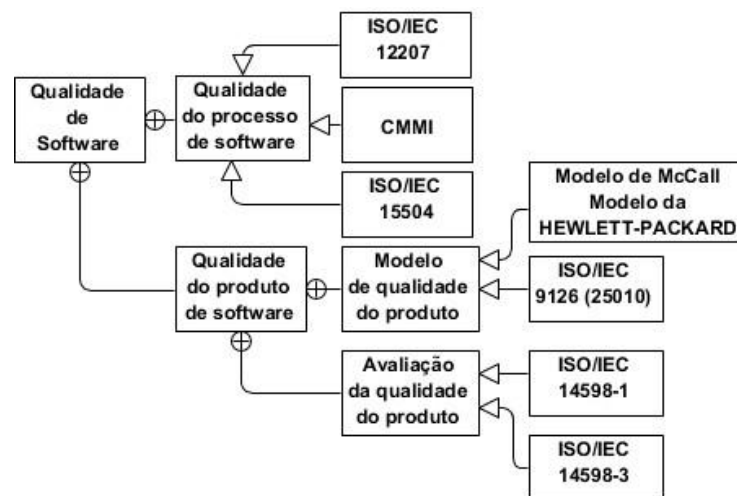 ISO/IEC
12207
Qualidade
de
Software
Qualidade
do processo
de software
CMMI
ISO/IEC
15504
Modelo de McCall
Modelo da
HEWLETT-PACKARD
Qualidade
do produto
de software
Modelo
de qualidade
do produto
ISO/IEC
9126 (25010)
Avaliação
da qualidade
do produto
ISO/IEC
14598-1
ISO/IEC
14598-3